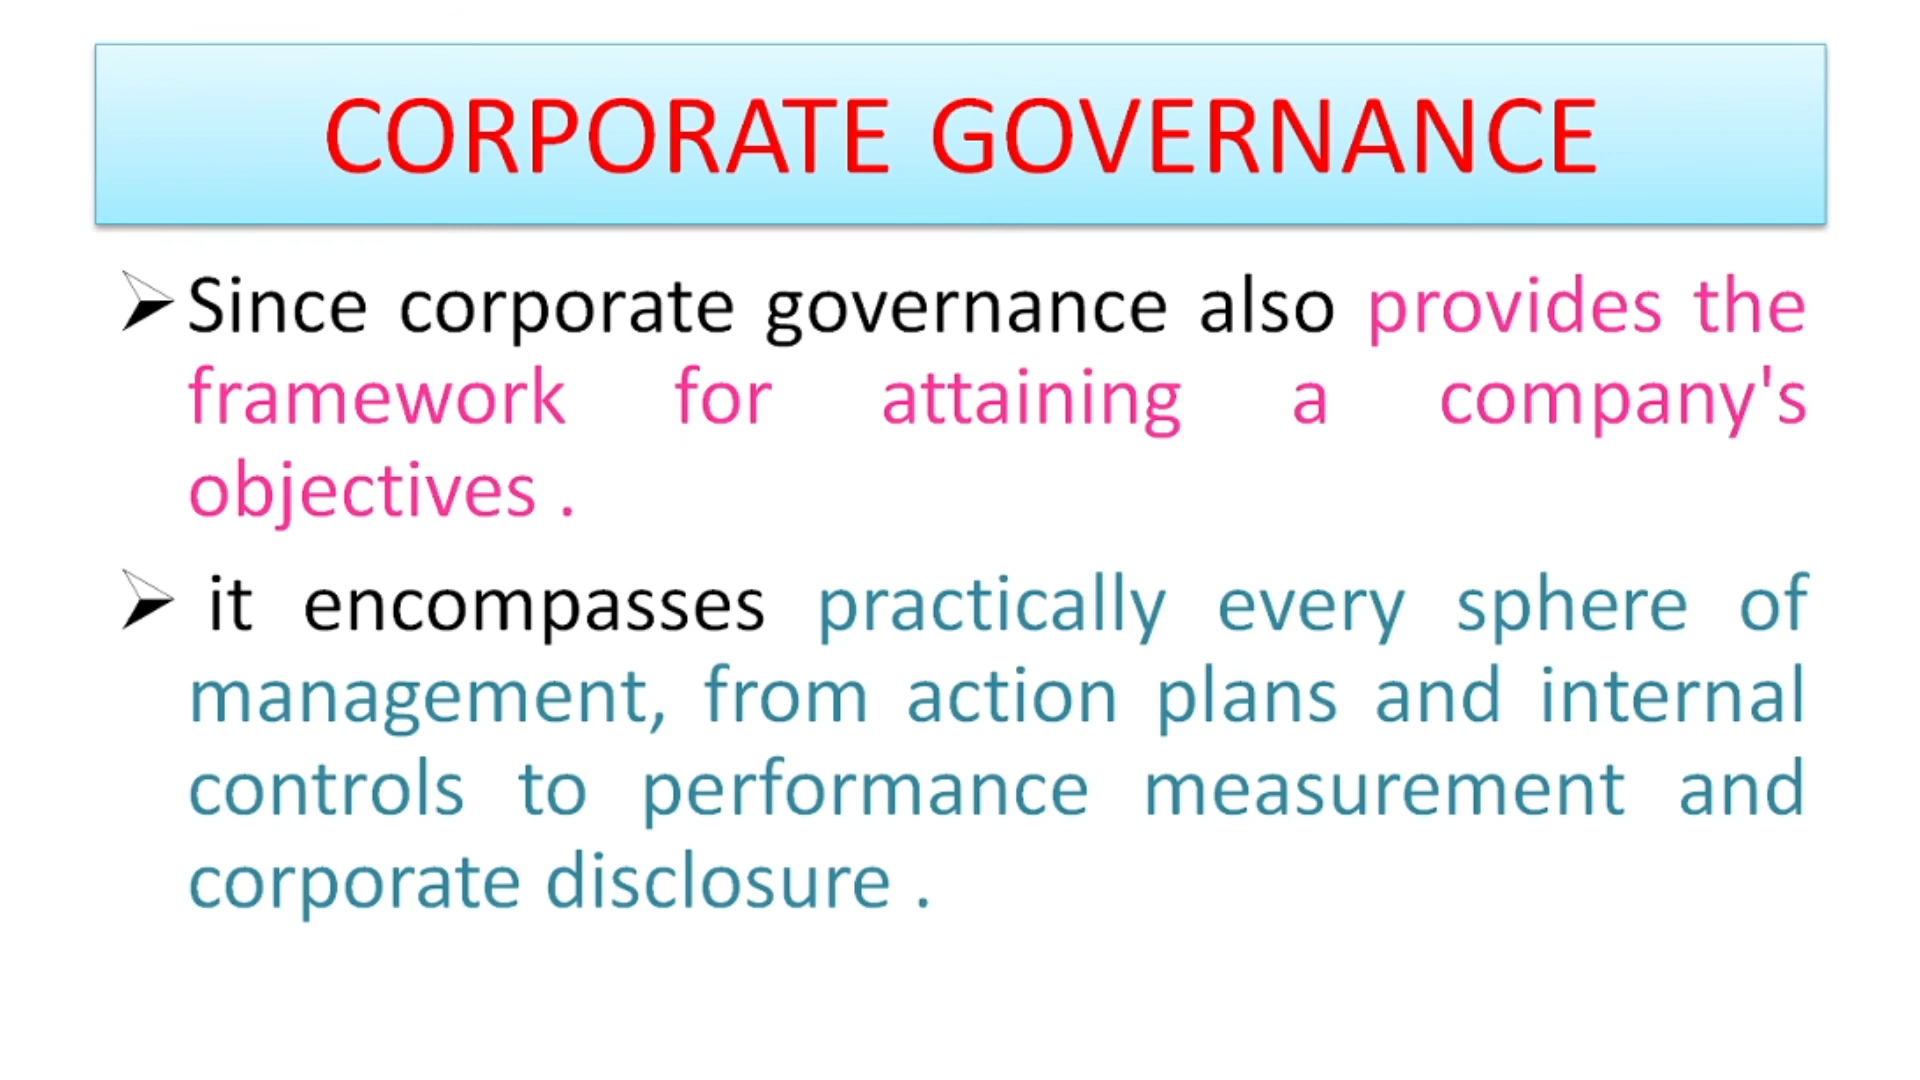 CORPORATE GOVERNANCE
Since corporate governance also provides the
framework for attaining a company's
objectives .
it encompasses practically every sphere of
management, from action plans and internal
controls to performance measurement and
corporate disclosure .